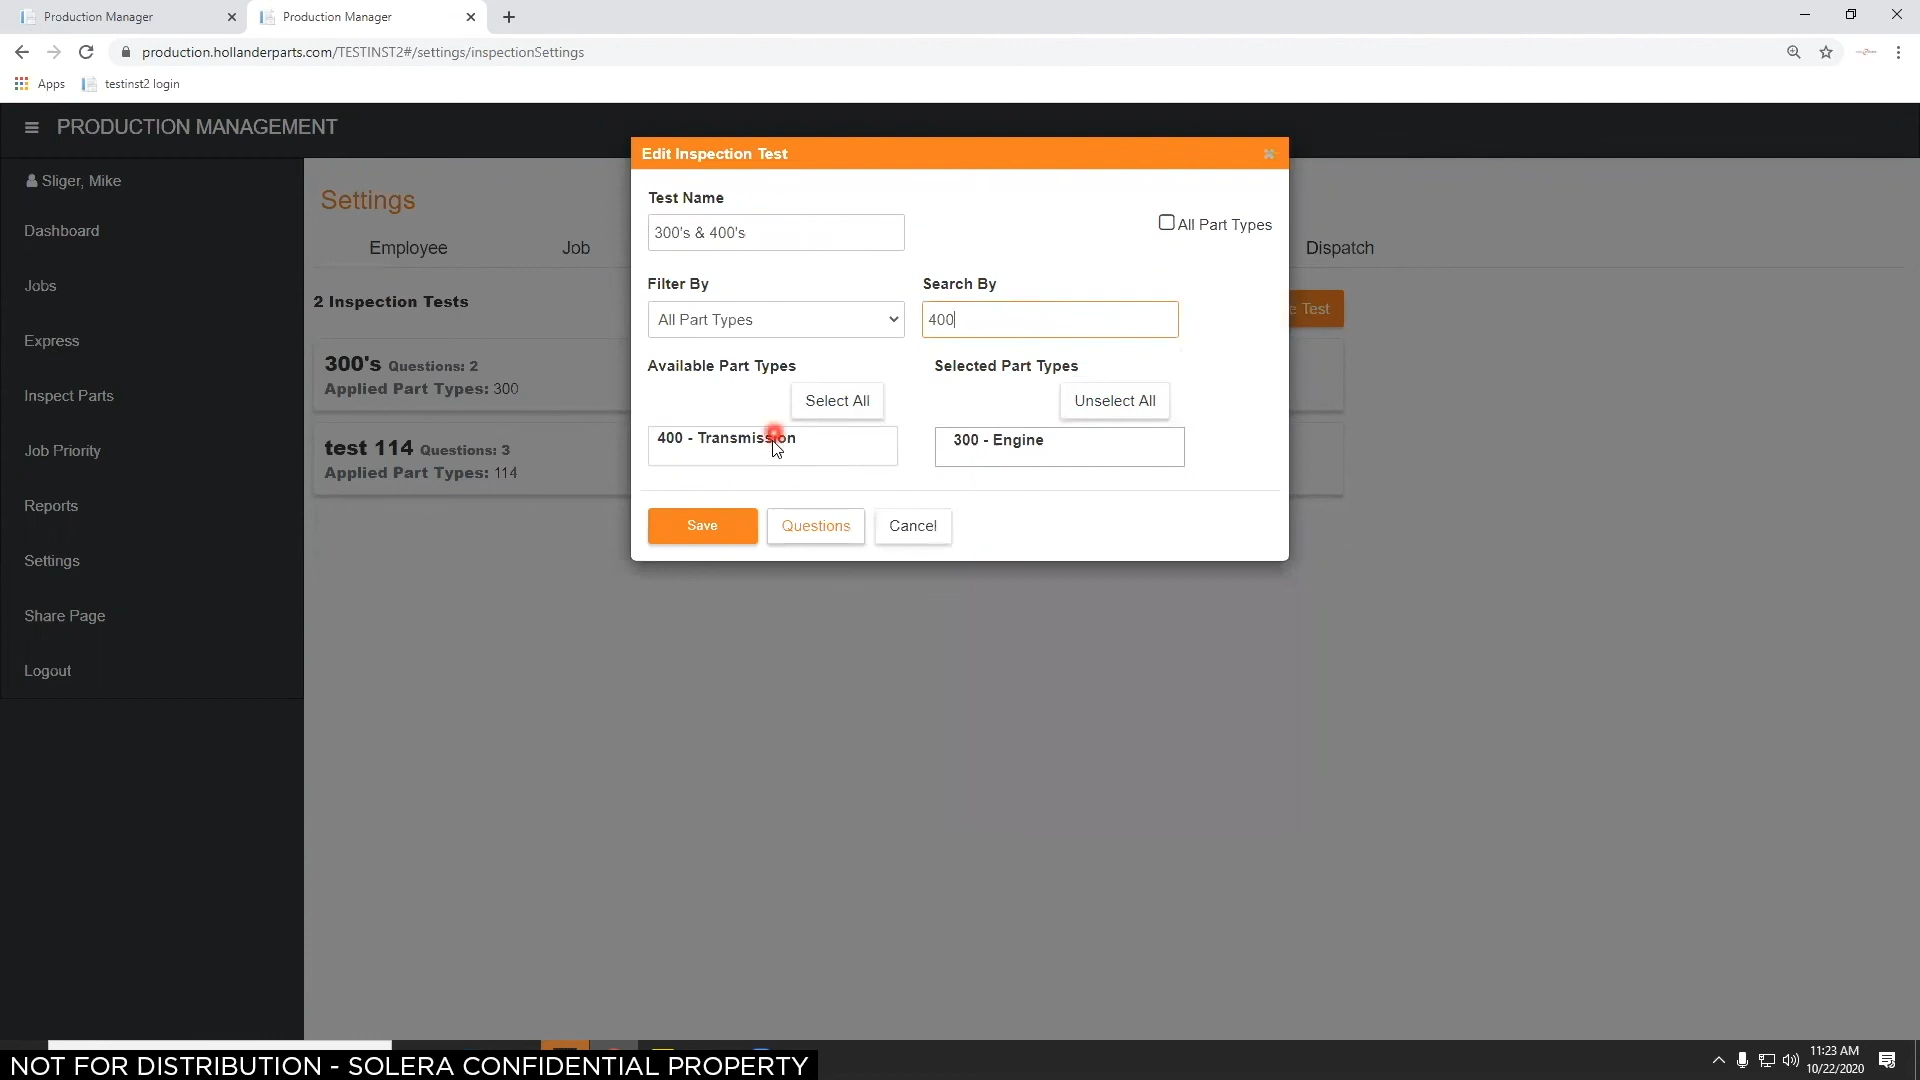 Production Manager
Production Manager
production.hollanderparts.com/TESTINST2#/settings/inspectionSettings
Apps
testinst2 login
PRODUCTION MANAGEMENT
Sliger, Mike
Dashboard
Jobs
Express
Inspect Parts
Job Priority
Reports
Settings
Share Page
Logout
Settings
Employee
Job
Dispatch
2 Inspection Tests
e Test
300's Questions: 2
Applied Part Types: 300
test 114 Questions: 3
Applied Part Types: 114
Edit Inspection Test
Test Name
300's & 400's
All Part Types
Filter By
Search By
All Part Types
400
Available Part Types
Selected Part Types
Select All
Unselect All
400 - Transmission
300 - Engine
Save
Questions
Cancel
NOT FOR DISTRIBUTION - SOLERA CONFIDENTIAL PROPERTY
11:23 AM
10/22/2020